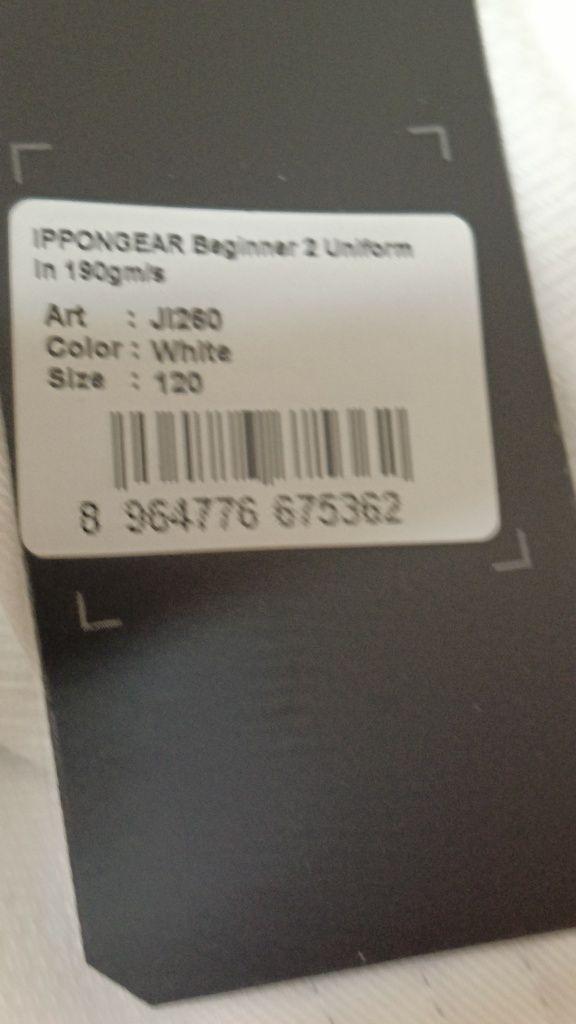 IPPONGEAR Beginner 2 Uniform
In 190gm/s
Art : JI260
Color : White
Size : 120
8 964776 675362